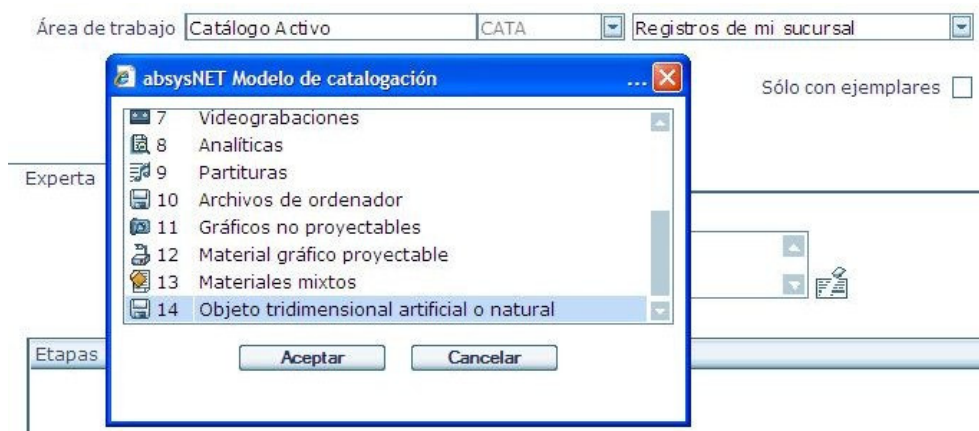 Área de trabajo Catálogo Activo CATA Registros de mi sucursal
absysNET Modelo de catalogación ...
Sólo con ejemplares
7 Videograbaciones
8 Analíticas
9 Partituras
Experta
10 Archivos de ordenador
11 Gráficos no proyectables
12 Material gráfico proyectable
13 Materiales mixtos
14 Objeto tridimensional artificial o natural
Etapas
Aceptar Cancelar